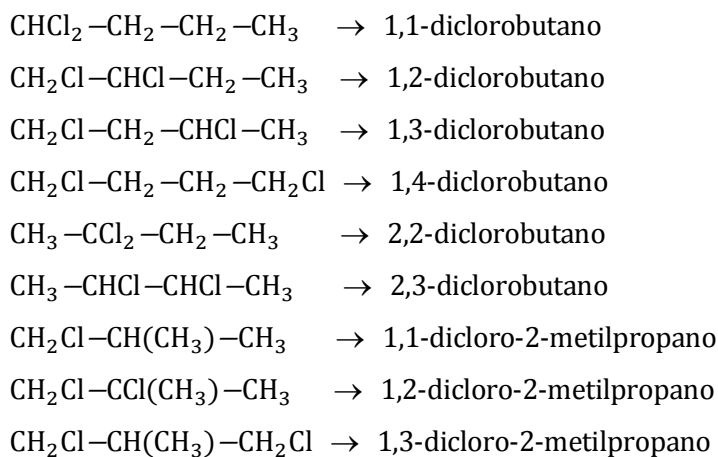 CHCl₂−CH₂−CH₂−CH₃ → 1,1-diclorobutano
CH₂Cl−CHCl−CH₂−CH₃ → 1,2-diclorobutano
CH₂Cl−CH₂−CHCl−CH₃ → 1,3-diclorobutano
CH₂Cl−CH₂−CH₂−CH₂Cl → 1,4-diclorobutano
CH₃−CCl₂−CH₂−CH₃ → 2,2-diclorobutano
CH₃−CHCl−CHCl−CH₃ → 2,3-diclorobutano
CH₂Cl−CH(CH₃)−CH₃ → 1,1-dicloro-2-metilpropano
CH₂Cl−CCl(CH₃)−CH₃ → 1,2-dicloro-2-metilpropano
CH₂Cl−CH(CH₃)−CH₂Cl → 1,3-dicloro-2-metilpropano